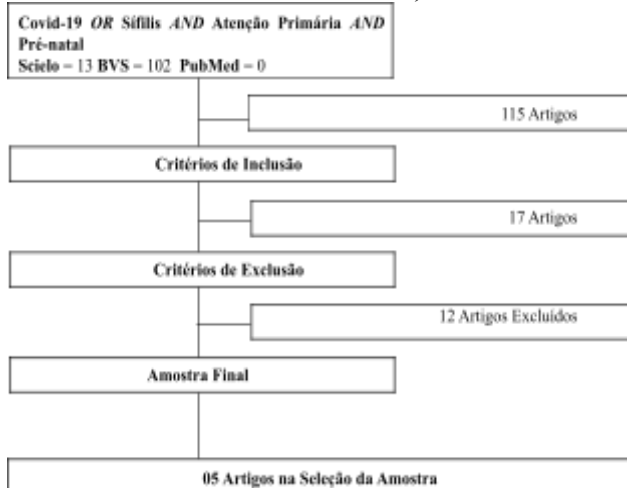 Covid-19 OR Sífilis AND Atenção Primária AND
Pré-natal
Scielo = 13 BVS = 102 PubMed = 0
115 Artigos
Critérios de Inclusão
17 Artigos
Critérios de Exclusão
12 Artigos Excluídos
Amostra Final
05 Artigos na Seleção da Amostra